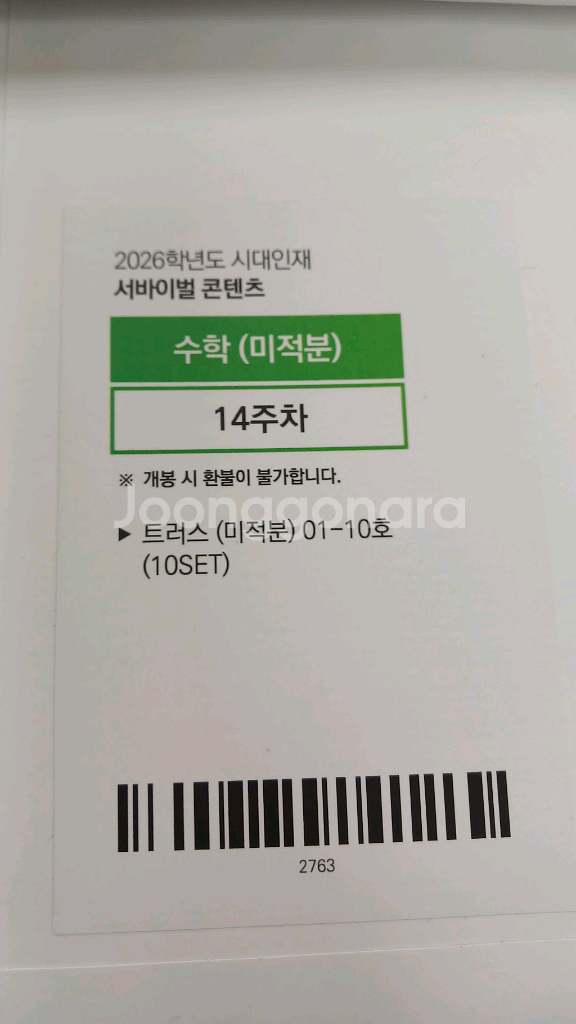 2026학년도 시대인재
서바이벌 콘텐츠
수학 (미적분)
14주차
※ 개봉 시 환불이 불가합니다.
Joonggonara
▶ 트러스 (미적분) 01-10호
(10SET)
2763